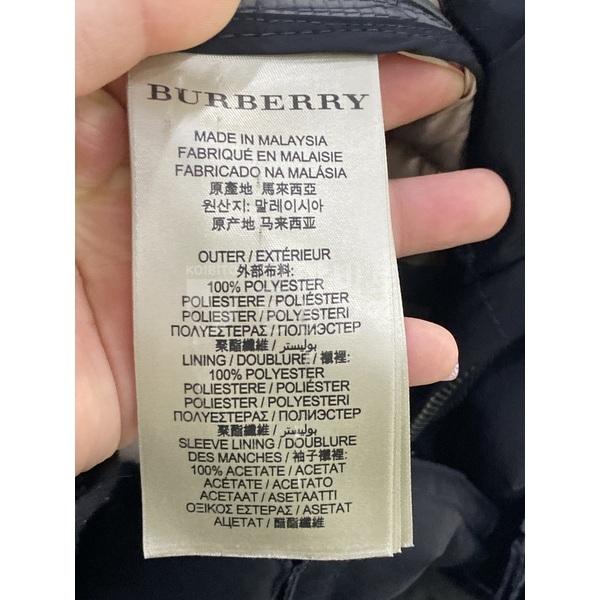 BURBERRY
MADE IN MALAYSIA
FABRIQUÉ EN MALAISIE
FABRICADO NA MALÁSIA
原產地 馬來西亞
원산지: 말레이시아
原产地 马来西亚
OUTER / EXTÉRIEUR
外部布料:
100% POLYESTER
POLIESTERE / POLIÉSTER
POLIESTER / POLYESTERI
ΠΟΛΥΕΣΤΕΡΑΣ / ПОЛИЭСТЕР
聚酯纖維 / بوليستر
LINING / DOUBLURE / 襯裡:
100% POLYESTER
POLIESTERE / POLIÉSTER
POLIESTER / POLYESTERI
ΠΟΛΥΕΣΤΕΡΑΣ / ПОЛИЭСТЕР
聚酯纖維 / بوليستر
SLEEVE LINING / DOUBLURE
DES MANCHES / 袖子襯裡:
100% ACETATE / ACETAT
ACÉTATE / ACETATO
ACETAAT / ASETAATTI
ΟΞΙΚΟΣ ΕΣΤΕΡΑΣ / ASETAT
АЦЕТАТ / 醋酯纖維